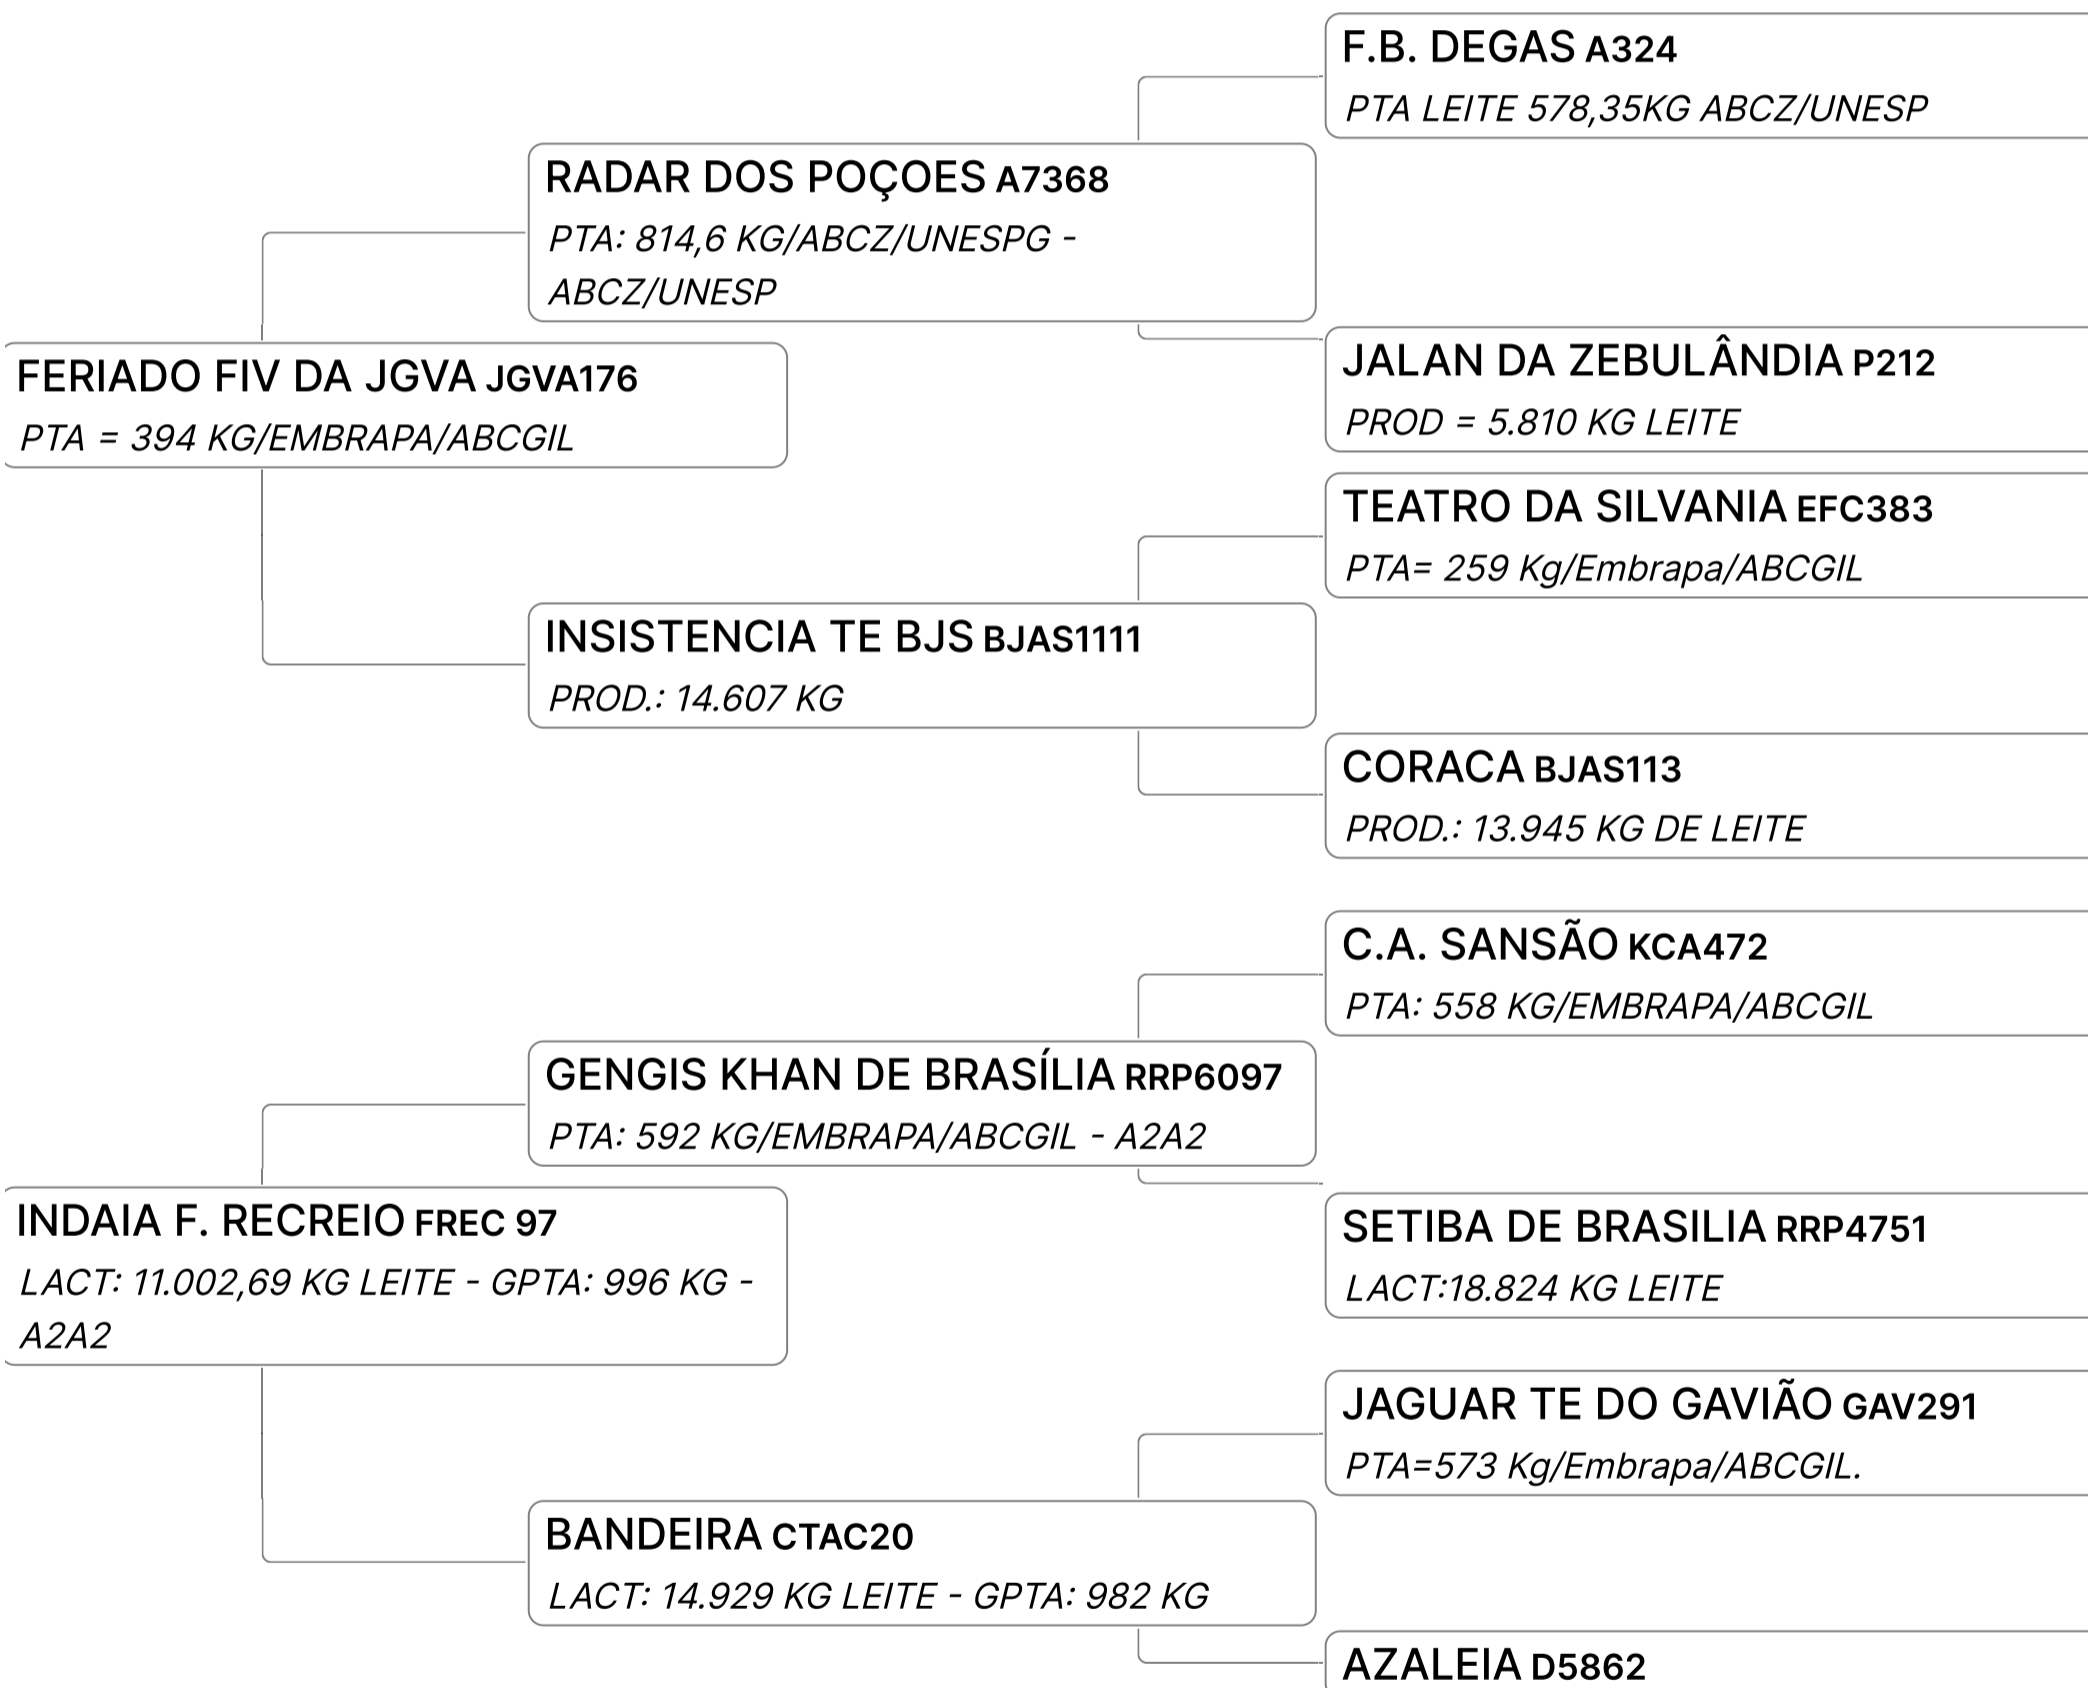 F.B. DEGAS A324
PTA LEITE 578,35KG ABCZ/UNESP
RADAR DOS POÇOES A7368
PTA: 814,6 KG/ABCZ/UNESPG -
ABCZ/UNESP
JALAN DA ZEBULÂNDIA P212
PROD = 5.810 KG LEITE
FERIADO FIV DA JGVA JGVA176
PTA = 394 KG/EMBRAPA/ABCGIL
TEATRO DA SILVANIA EFC383
PTA= 259 Kg/Embrapa/ABCGIL
INSISTENCIA TE BJS BJAS1111
PROD.: 14.607 KG
CORACA BJAS113
PROD.: 13.945 KG DE LEITE
C.A. SANSÃO KCA472
PTA: 558 KG/EMBRAPA/ABCGIL
GENGIS KHAN DE BRASÍLIA RRP6097
PTA: 592 KG/EMBRAPA/ABCGIL - A2A2
SETIBA DE BRASILIA RRP4751
LACT:18.824 KG LEITE
INDAIA F. RECREIO FREC 97
LACT: 11.002,69 KG LEITE - GPTA: 996 KG -
A2A2
JAGUAR TE DO GAVIÃO GAV291
PTA=573 Kg/Embrapa/ABCGIL.
BANDEIRA CTAC20
LACT: 14.929 KG LEITE - GPTA: 982 KG
AZALEIA D5862